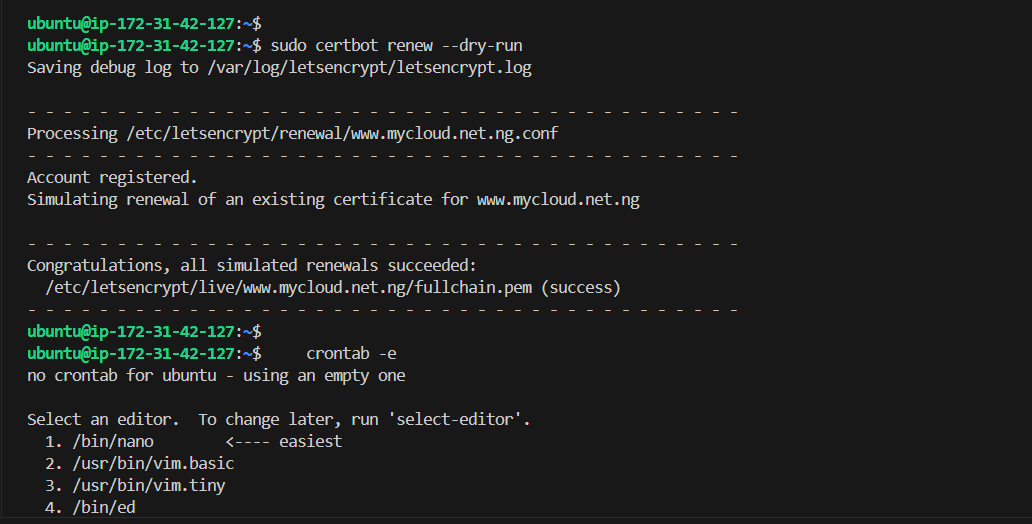 ubuntu@ip-172-31-42-127:~$
ubuntu@ip-172-31-42-127:~$ sudo certbot renew --dry-run
Saving debug log to /var/log/letsencrypt/letsencrypt.log
- - - - - - - - - - - - - - - - - - - - - - - - - - - - - - - - - - - - - - - -
Processing /etc/letsencrypt/renewal/www.mycloud.net.ng.conf
- - - - - - - - - - - - - - - - - - - - - - - - - - - - - - - - - - - - - - - -
Account registered.
Simulating renewal of an existing certificate for www.mycloud.net.ng
- - - - - - - - - - - - - - - - - - - - - - - - - - - - - - - - - - - - - - - -
Congratulations, all simulated renewals succeeded:
  /etc/letsencrypt/live/www.mycloud.net.ng/fullchain.pem (success)
- - - - - - - - - - - - - - - - - - - - - - - - - - - - - - - - - - - - - - - -
ubuntu@ip-172-31-42-127:~$
ubuntu@ip-172-31-42-127:~$     crontab -e
no crontab for ubuntu - using an empty one
Select an editor.  To change later, run 'select-editor'.
  1. /bin/nano        <---- easiest
  2. /usr/bin/vim.basic
  3. /usr/bin/vim.tiny
  4. /bin/ed